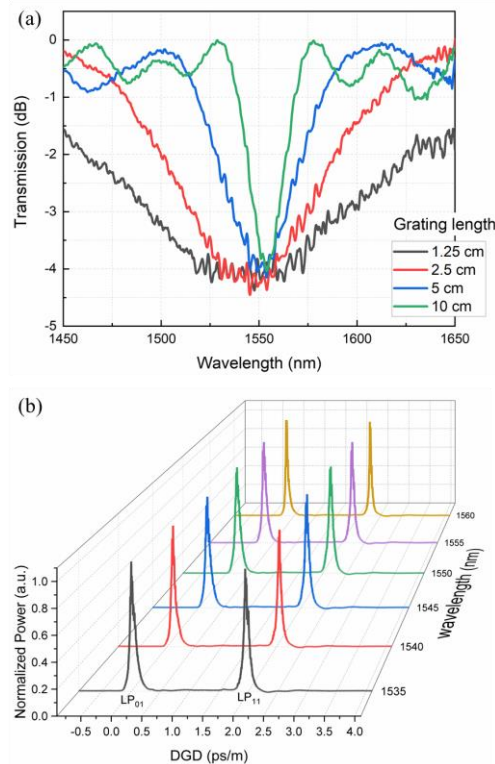 (a)
0
-1
-2
-3
-4
-5
Transmission (dB)
Grating length
1.25 cm
2.5 cm
5 cm
10 cm
1450 1500 1550 1600 1650
Wavelength (nm)
(b)
Normalized Power (a.u.)
1.0
0.8
0.6
0.4
0.2
0.0
LP01
LP11
-0.5 0.0 0.5 1.0 1.5 2.0 2.5 3.0 3.5 4.0
DGD (ps/m)
1560
1555
1550
1545
1540
1535
wavelength (nm)